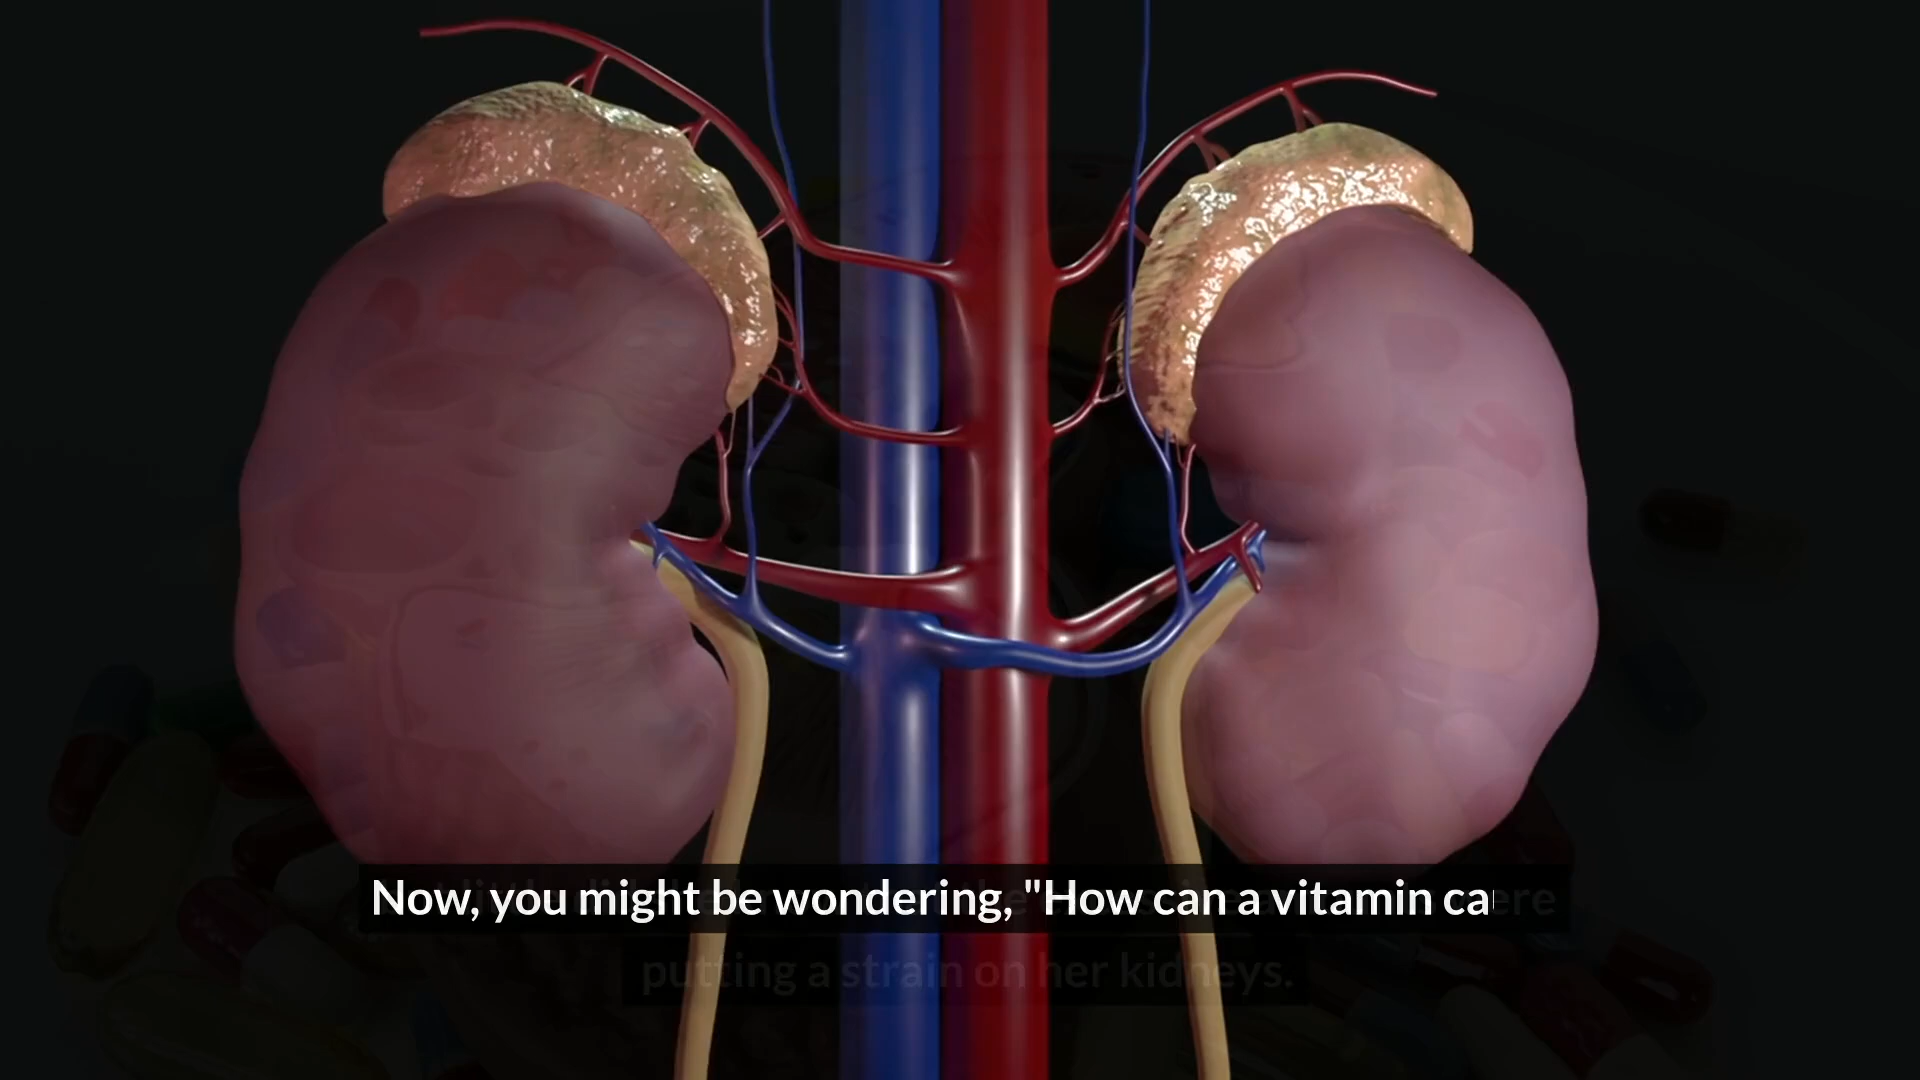 Now, you might be wondering, "How can a vitamin ca
putting a strain on her kidneys.